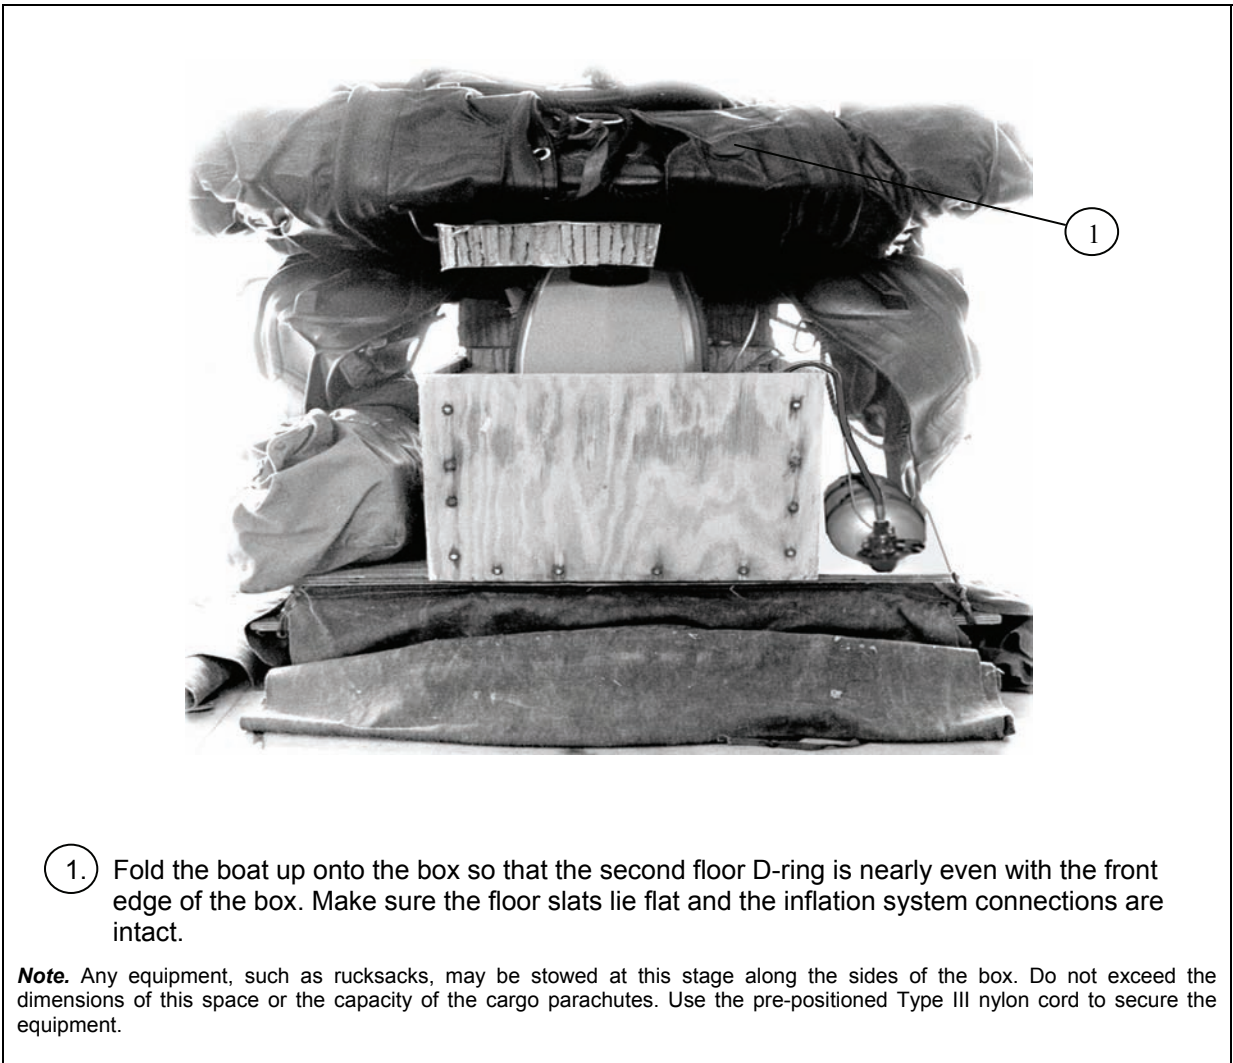 1
1. Fold the boat up onto the box so that the second floor D-ring is nearly even with the front
edge of the box. Make sure the floor slats lie flat and the inflation system connections are
intact.
Note. Any equipment, such as rucksacks, may be stowed at this stage along the sides of the box. Do not exceed the
dimensions of this space or the capacity of the cargo parachutes. Use the pre-positioned Type III nylon cord to secure the
equipment.